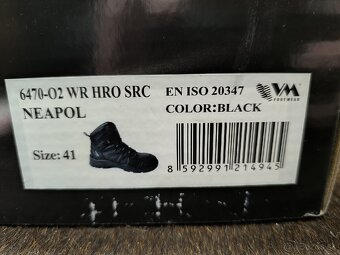 6470-O2 WR HRO SRC
NEAPOL
Size: 41
EN ISO 20347
COLOR:BLACK
VM
FOOTWEAR
8 592991 214945